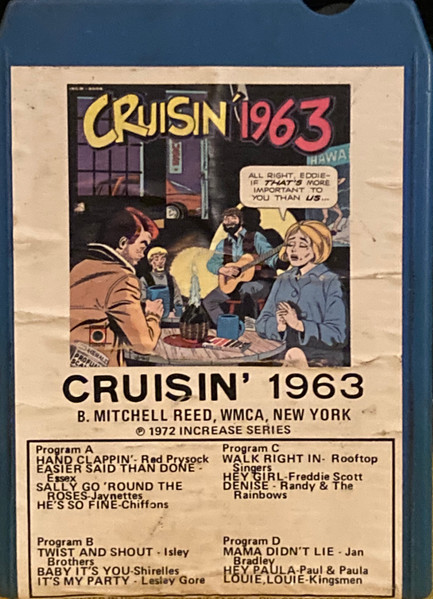 CRUISIN' 1963
ALL RIGHT, EDDIE-
IF THAT'S MORE
IMPORTANT TO
YOU THAN US...
HAWA
CRUISIN' 1963
B. MITCHELL REED, WMCA, NEW YORK
℗ 1972 INCREASE SERIES
Program A
HAND CLAPPIN'- Red Prysock
EASIER SAID THAN DONE -
Essex
SALLY GO 'ROUND THE
ROSES-Jaynettes
HE'S SO FINE-Chiffons
Program B
TWIST AND SHOUT - Isley
Brothers
BABY IT'S YOU-Shirelles
IT'S MY PARTY - Lesley Gore
Program C
WALK RIGHT IN- Rooftop
Singers
HEY GIRL-Freddie Scott
DENISE - Randy & The
Rainbows
Program D
MAMA DIDN'T LIE - Jan
Bradley
HEY PAULA-Paul & Paula
LOUIE,LOUIE-Kingsmen